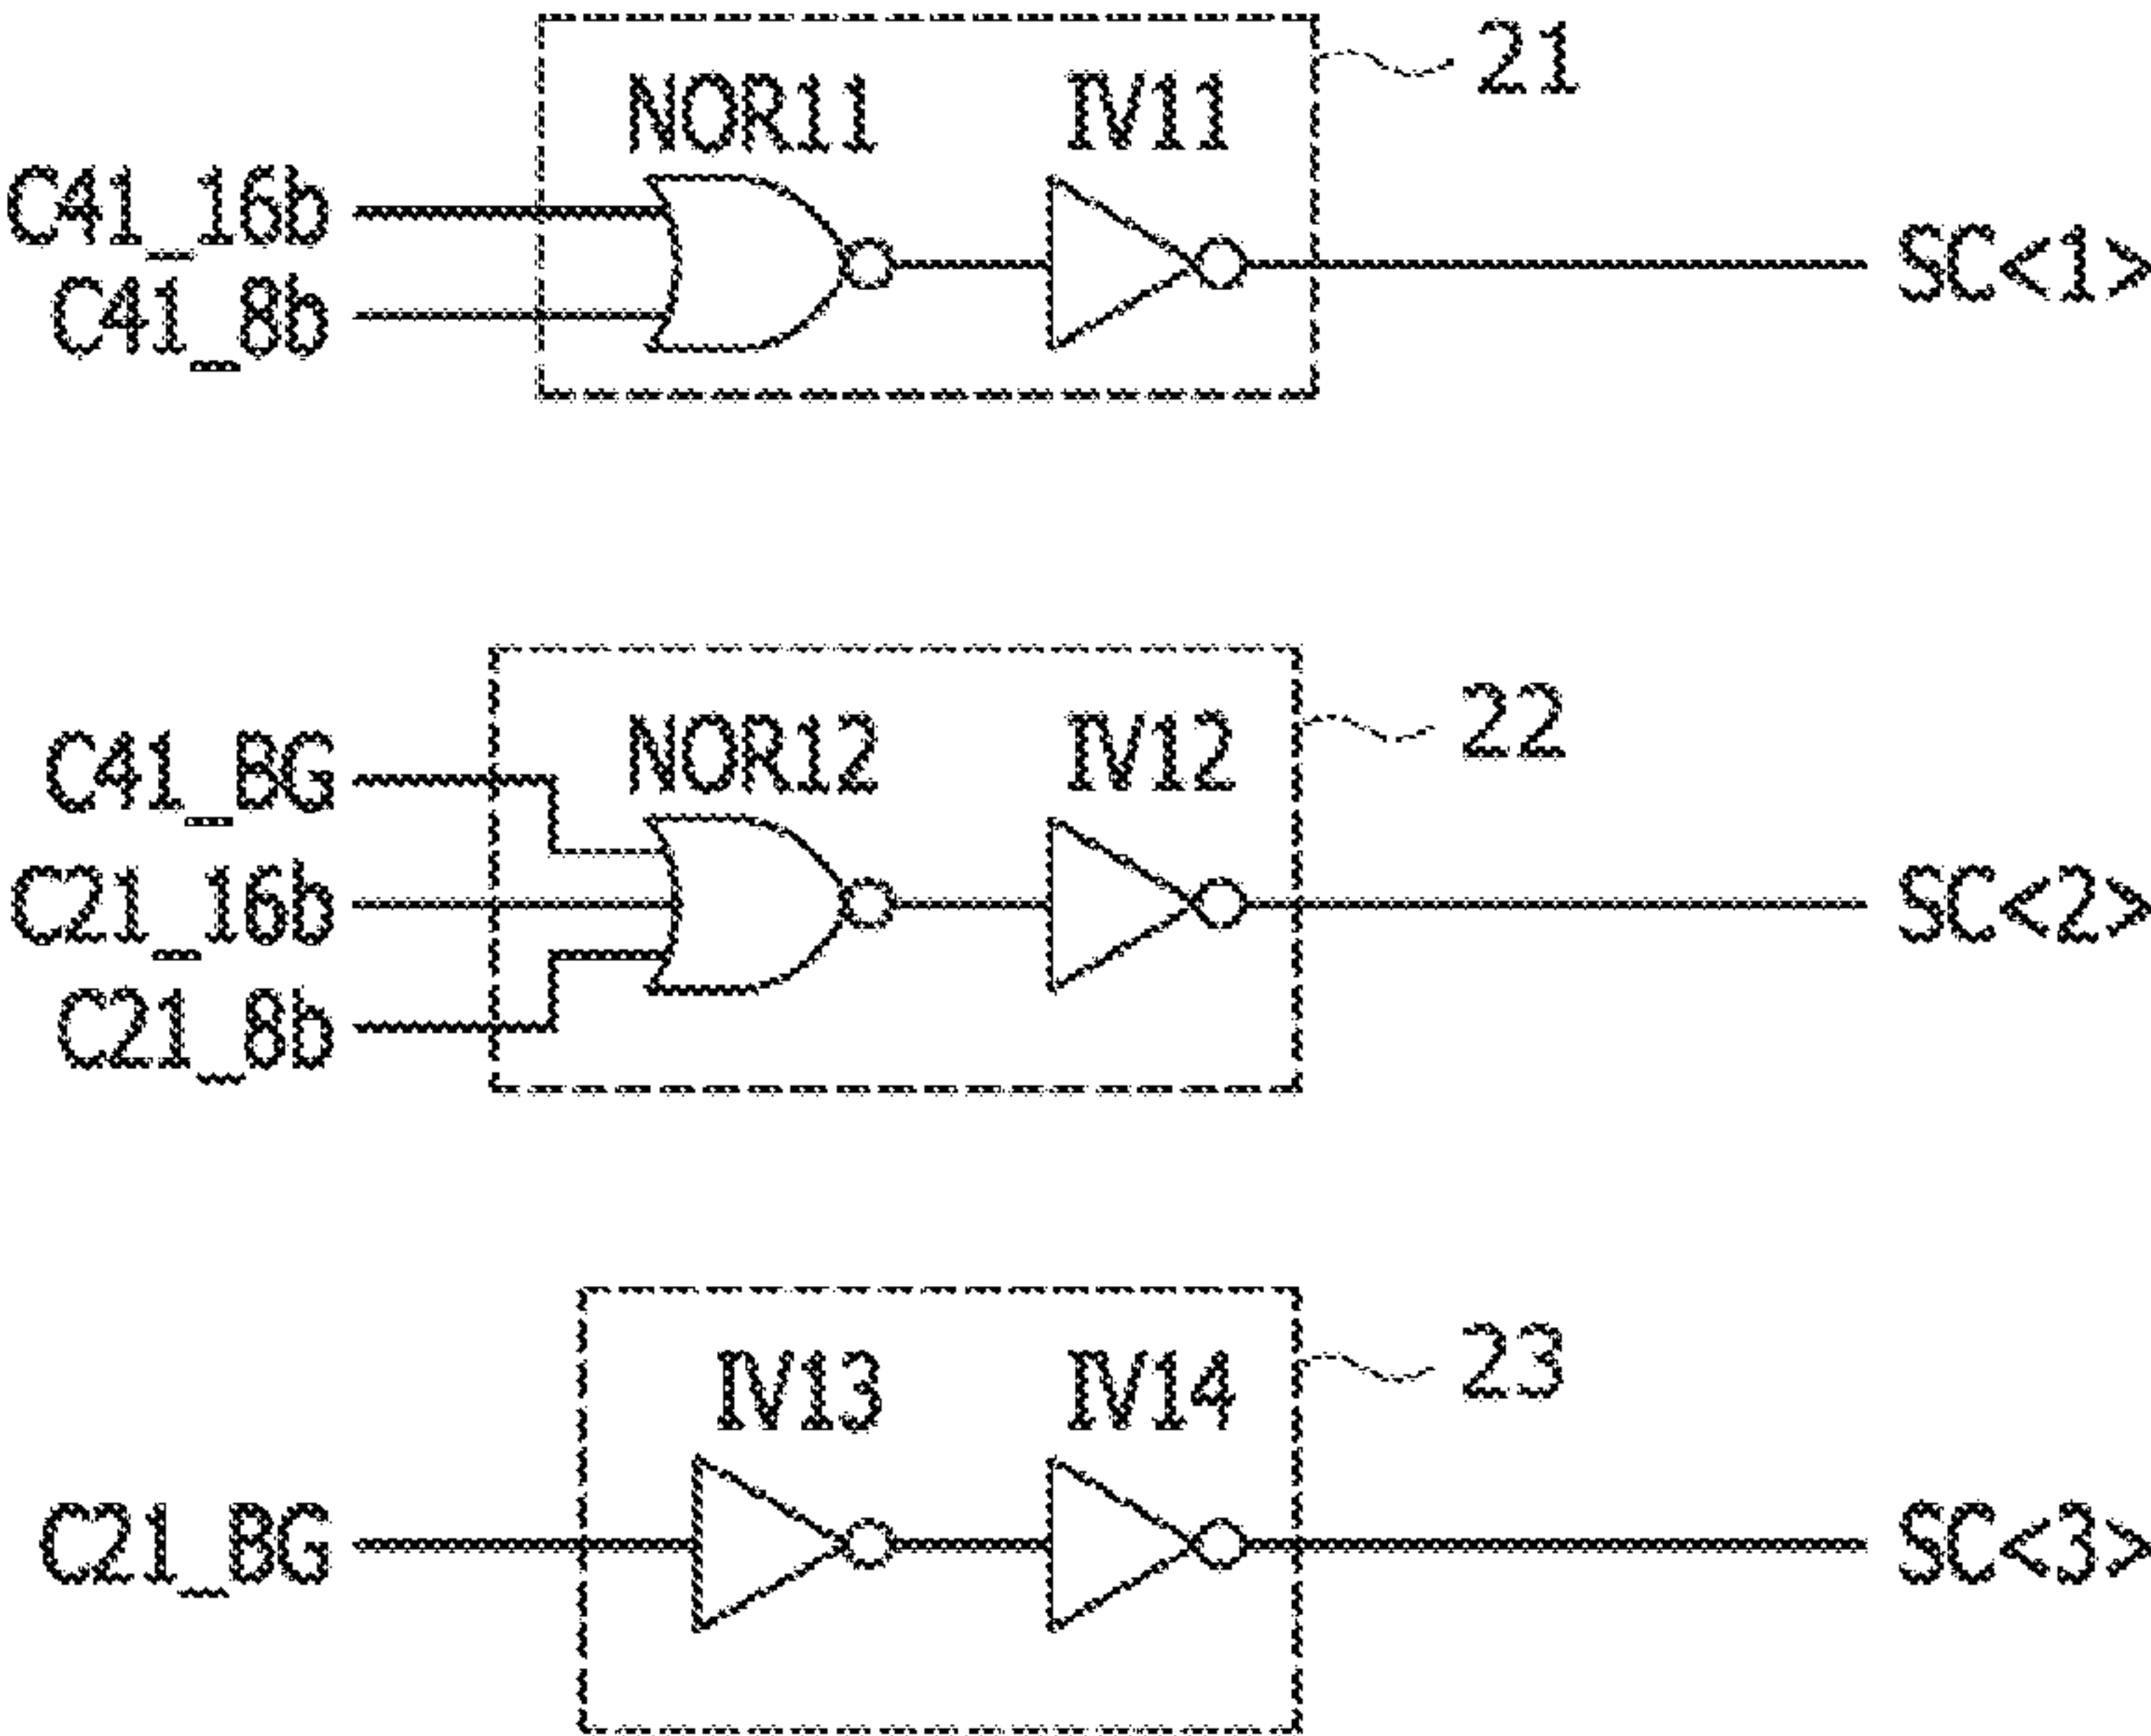 NOR11 IV11 21
C41_16b
C41_8b
SC<1>
NOR12 IV12 22
C41_BG
C21_16b
C21_8b
SC<2>
IV13 IV14 23
C21_BG
SC<3>